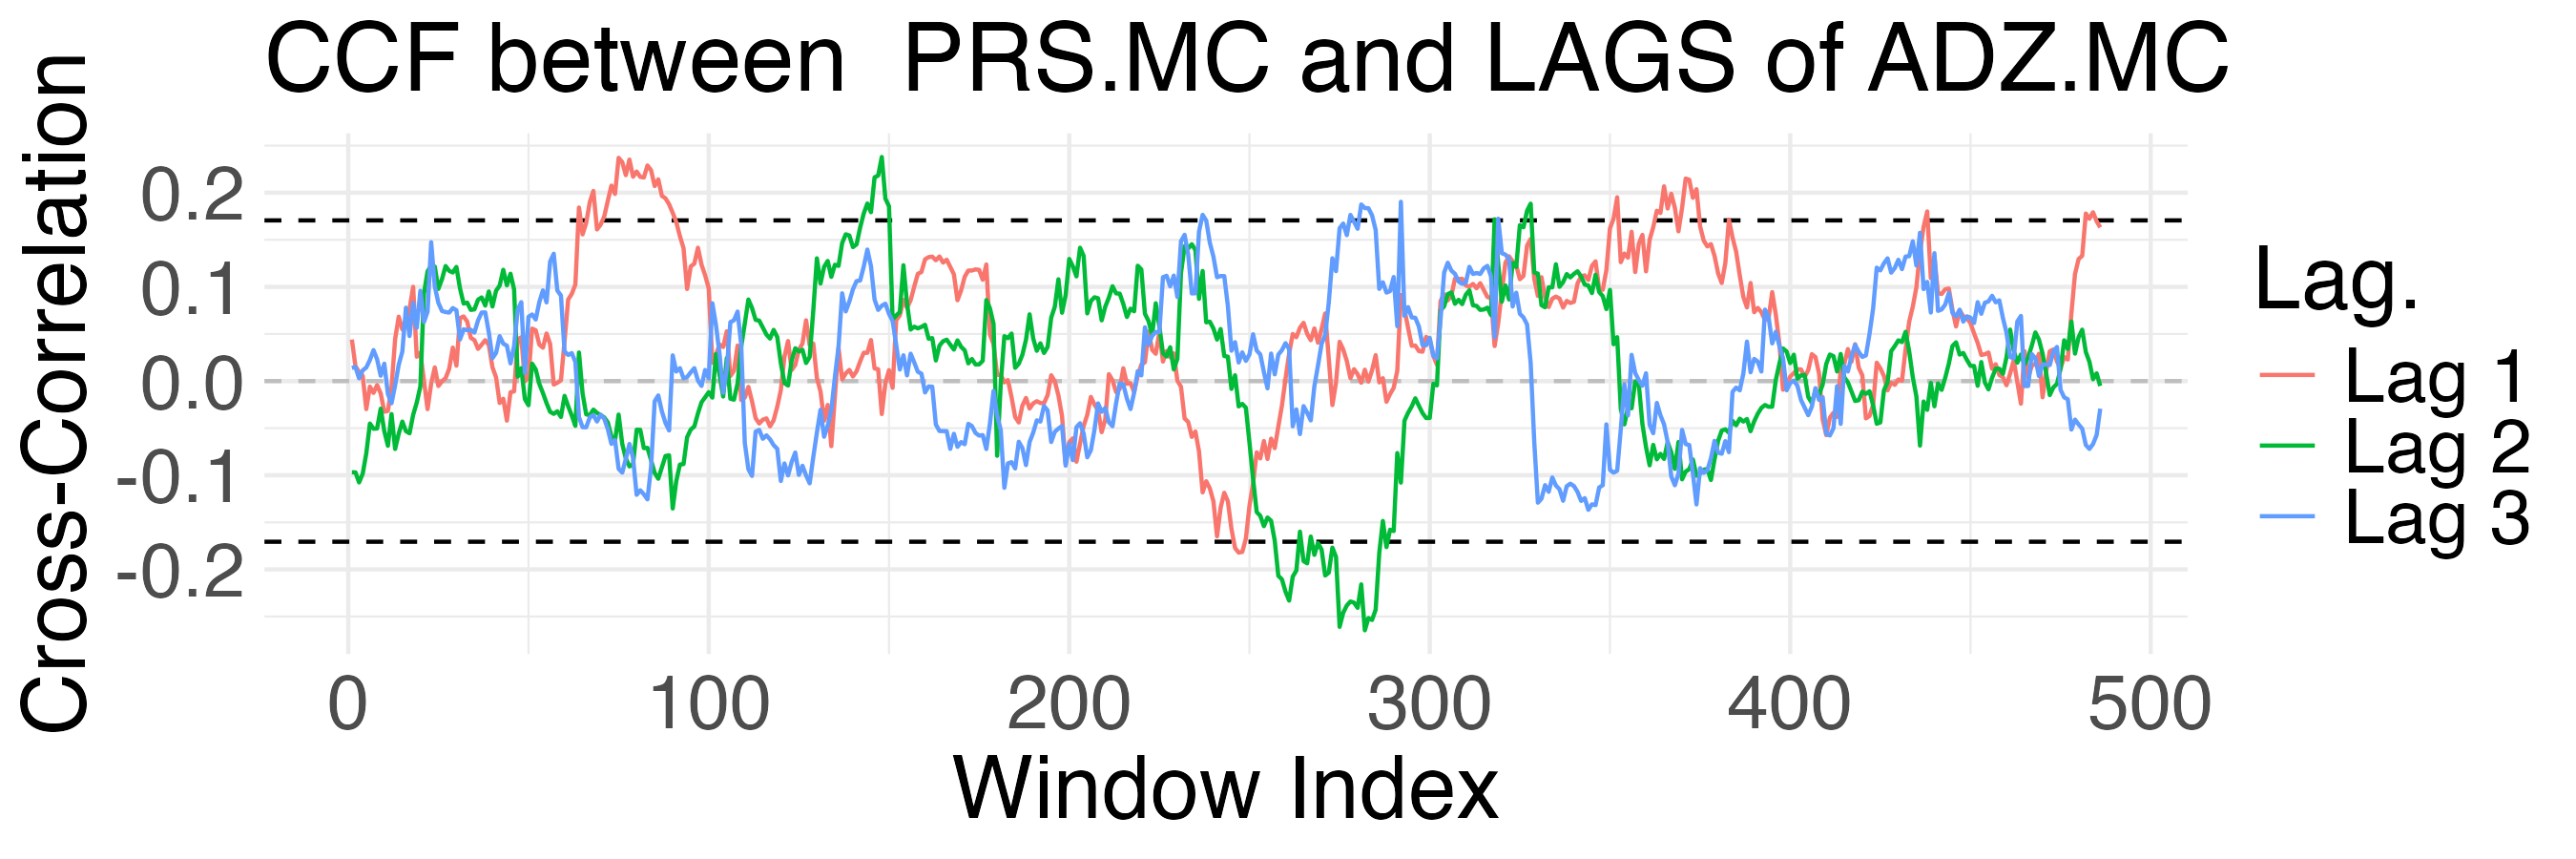 CCF between  PRS.MC and LAGS of ADZ.MC
Cross-Correlation
0.2
0.1
0.0
-0.1
-0.2
0 100 200 300 400 500
Window Index
Lag.
Lag 1
Lag 2
Lag 3